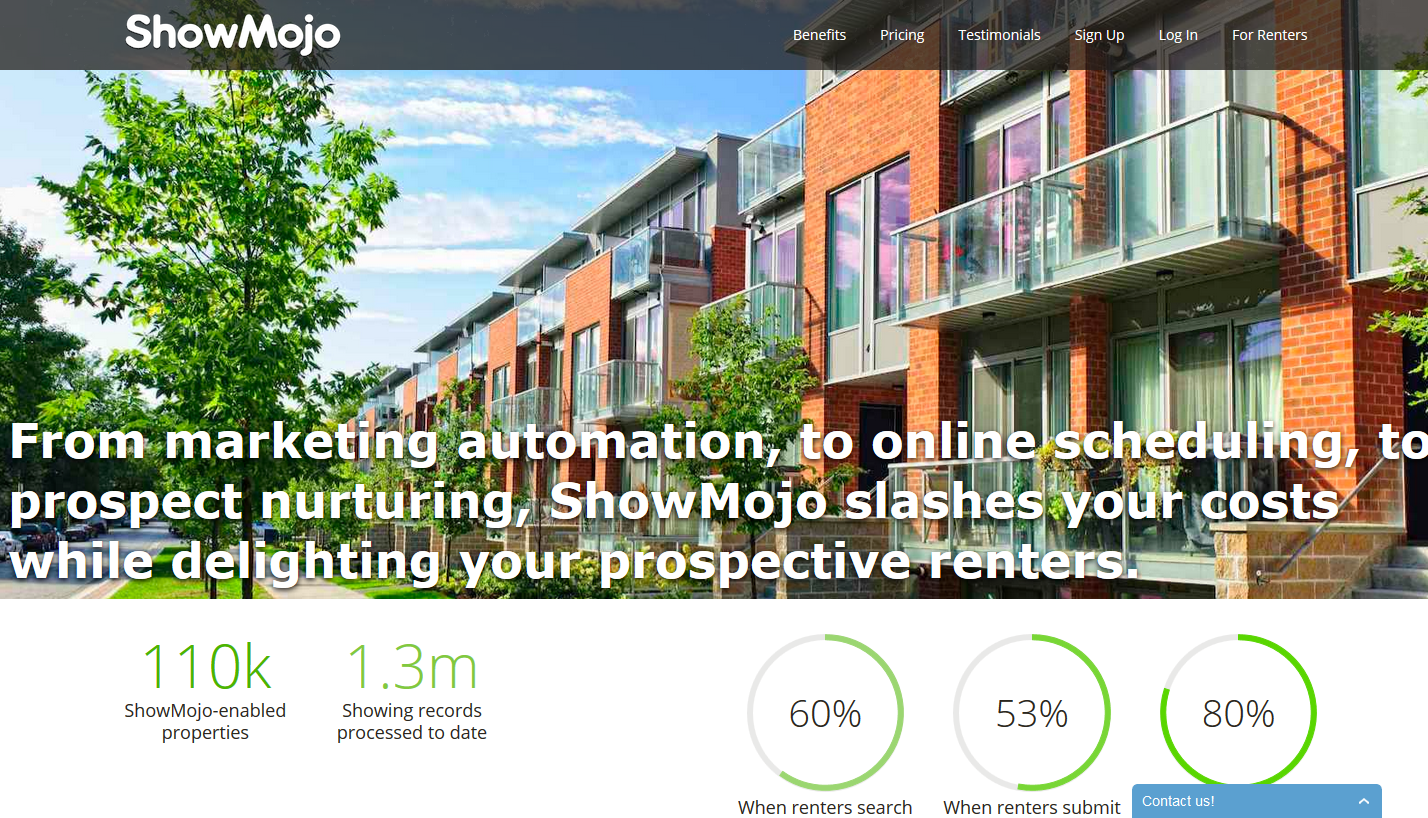 ShowMojo
Benefits Pricing Testimonials Sign Up Log In For Renters
From marketing automation, to online scheduling, to
prospect nurturing, ShowMojo slashes your costs
while delighting your prospective renters.
110k
ShowMojo-enabled
properties
1.3m
Showing records
processed to date
60%
53%
80%
When renters search
When renters submit
Contact us!